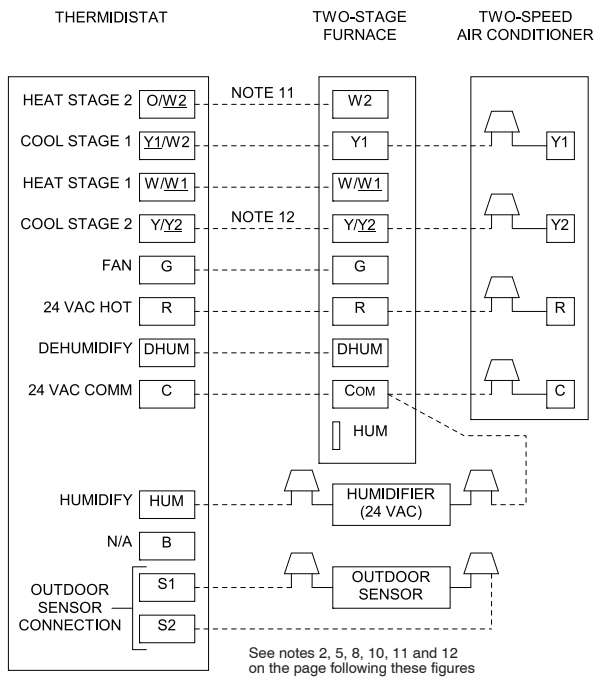 THERMIDISTAT
TWO-STAGE
FURNACE
TWO-SPEED
AIR CONDITIONER
HEAT STAGE 2 O/W2 NOTE 11 W2
COOL STAGE 1 Y1/W2 Y1 Y1
HEAT STAGE 1 W/W1 W/W1
COOL STAGE 2 Y/Y2 NOTE 12 Y/Y2 Y2
FAN G G
24 VAC HOT R R R
DEHUMIDIFY DHUM DHUM
24 VAC COMM C COM C
HUM
HUMIDIFY HUM HUMIDIFIER
(24 VAC)
N/A B
OUTDOOR
SENSOR
CONNECTION
S1
S2
OUTDOOR
SENSOR
See notes 2, 5, 8, 10, 11 and 12
on the page following these figures